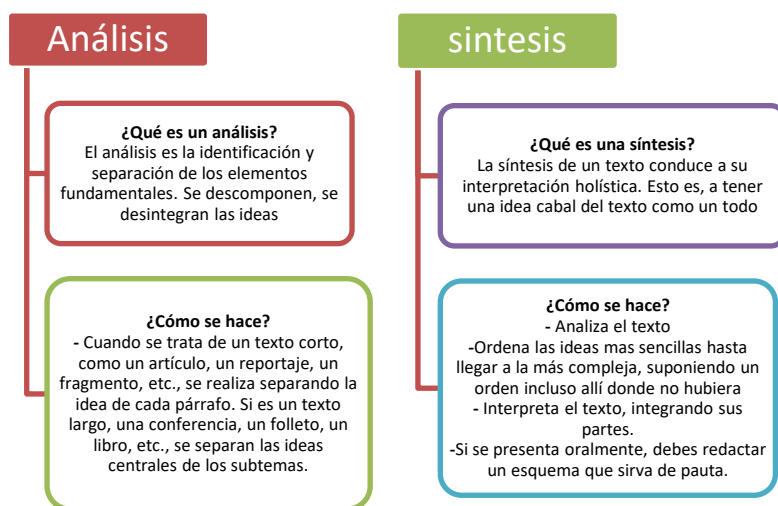 Análisis
¿Qué es un análisis?
El análisis es la identificación y
separación de los elementos
fundamentales. Se descomponen, se
desintegran las ideas
¿Cómo se hace?
- Cuando se trata de un texto corto,
como un artículo, un reportaje, un
fragmento, etc., se realiza separando la
idea de cada párrafo. Si es un texto
largo, una conferencia, un folleto, un
libro, etc., se separan las ideas
centrales de los subtemas.
sintesis
¿Qué es una síntesis?
La síntesis de un texto conduce a su
interpretación holística. Esto es, a tener
una idea cabal del texto como un todo
¿Cómo se hace?
- Analiza el texto
-Ordena las ideas mas sencillas hasta
llegar a la más compleja, suponiendo un
orden incluso allí donde no hubiera
- Interpreta el texto, integrando sus
partes.
-Si se presenta oralmente, debes redactar
un esquema que sirva de pauta.